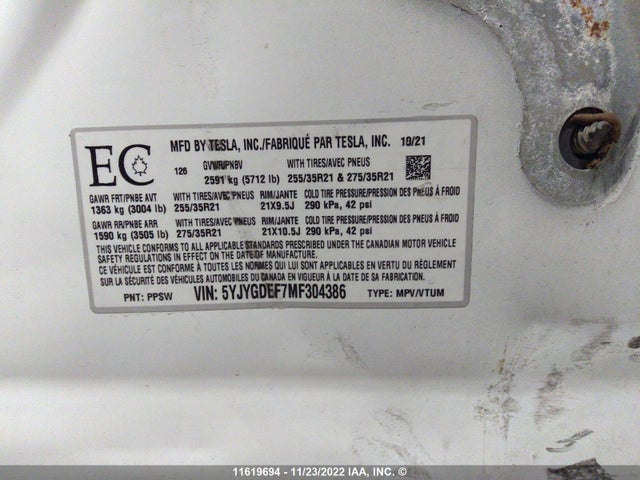 EC
MFD BY TESLA, INC./FABRIQUÉ PAR TESLA, INC. 10/21
126 GVWR/PNBV WITH TIRES/AVEC PNEUS
2591 kg (5712 lb) 255/35R21 & 275/35R21
GAWR FRT/PNBE AVT WITH TIRES/AVEC PNEUS RIM/JANTE COLD TIRE PRESSURE/PRESSION DES PNEUS À FROID
1363 kg (3004 lb) 255/35R21 21X9.5J 290 kPa, 42 psi
GAWR RR/PNBE ARR WITH TIRES/AVEC PNEUS RIM/JANTE COLD TIRE PRESSURE/PRESSION DES PNEUS À FROID
1590 kg (3505 lb) 275/35R21 21X10.5J 290 kPa, 42 psi
THIS VEHICLE CONFORMS TO ALL APPLICABLE STANDARDS PRESCRIBED UNDER THE CANADIAN MOTOR VEHICLE
SAFETY REGULATIONS IN EFFECT ON THE DATE OF MANUFACTURE.
CE VÉHICULE EST CONFORME À TOUTES LES NORMES QUI LUI SONT APPLICABLES EN VERTU DU RÉGLEMENT
SUR LA SÉCURITÉ DES VÉHICULES AUTOMOBILES DU CANADA EN VIGUEUR À LA DATE DE SA FABRICATION.
PNT: PPSW VIN: 5YJYGDEF7MF304386 TYPE: MPV/VTUM
11619694 - 11/23/2022 IAA, INC. ©